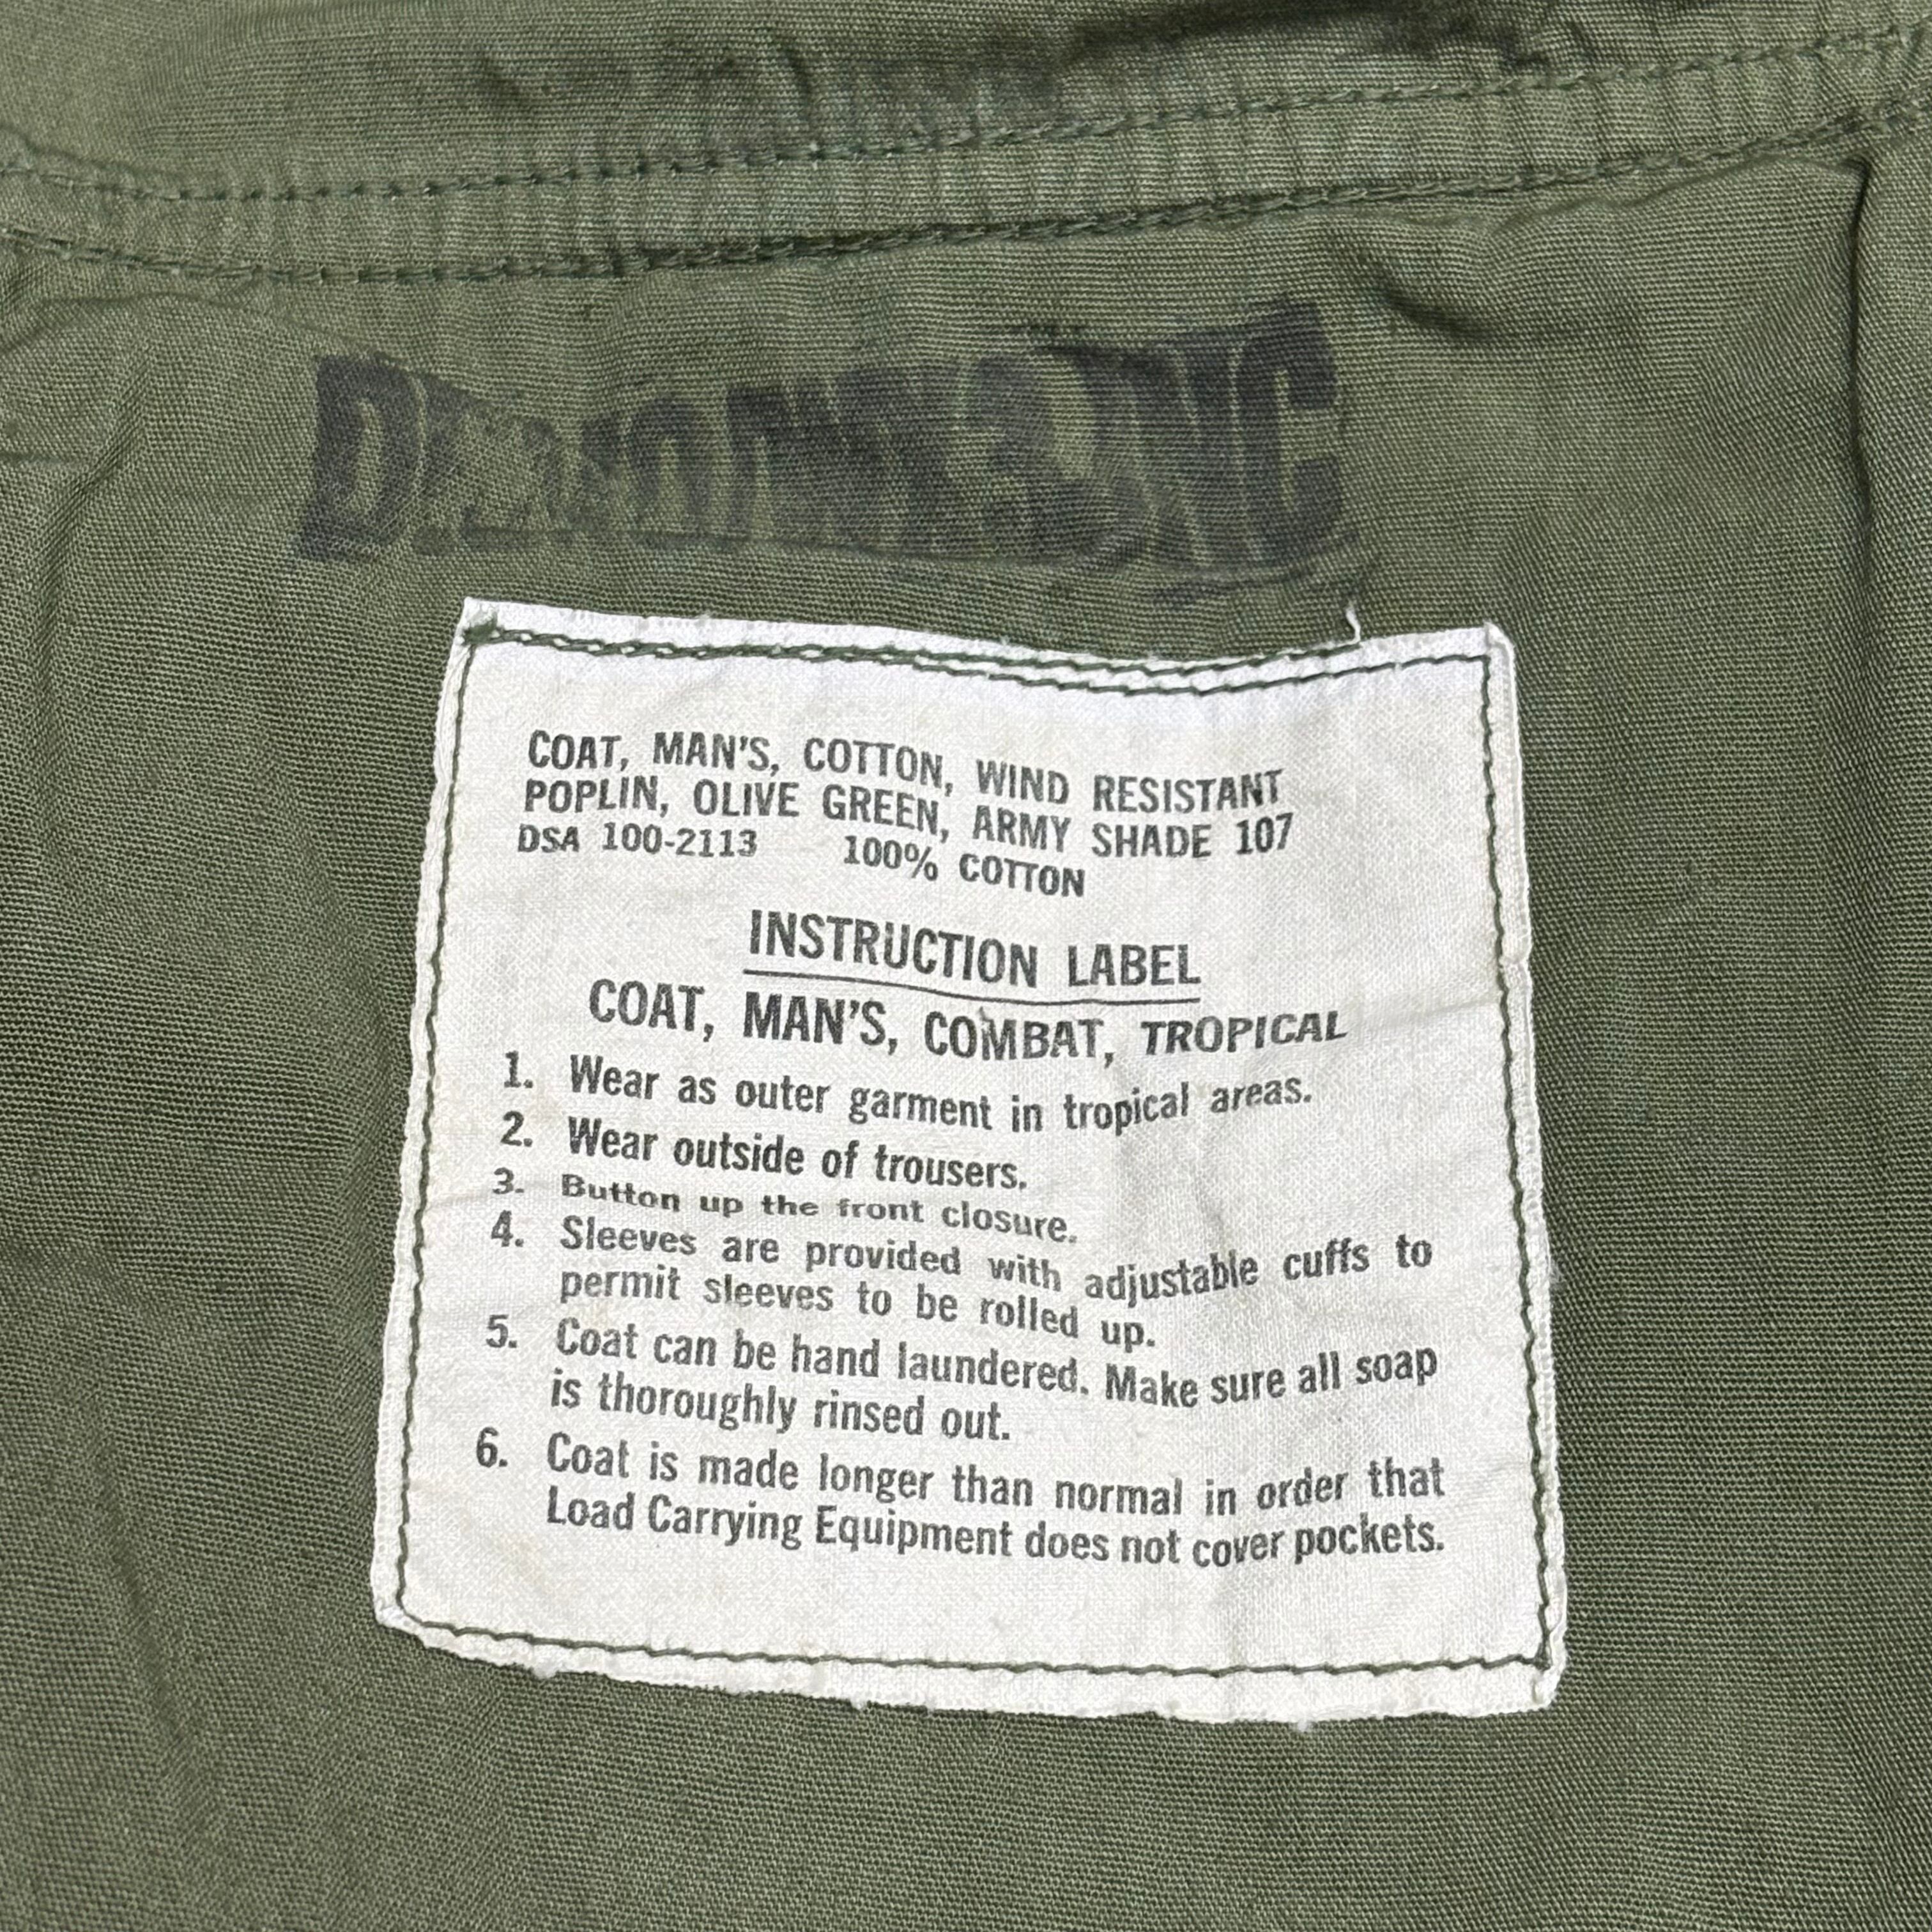 COAT, MAN'S, COTTON, WIND RESISTANT
POPLIN, OLIVE GREEN, ARMY SHADE 107
DSA 100-2113 100% COTTON
INSTRUCTION LABEL
COAT, MAN'S, COMBAT, TROPICAL
1. Wear as outer garment in tropical areas.
2. Wear outside of trousers.
3. Button up the front closure.
4. Sleeves are provided with adjustable cuffs to
permit sleeves to be rolled up.
5. Coat can be hand laundered. Make sure all soap
is thoroughly rinsed out.
6. Coat is made longer than normal in order that
Load Carrying Equipment does not cover pockets.